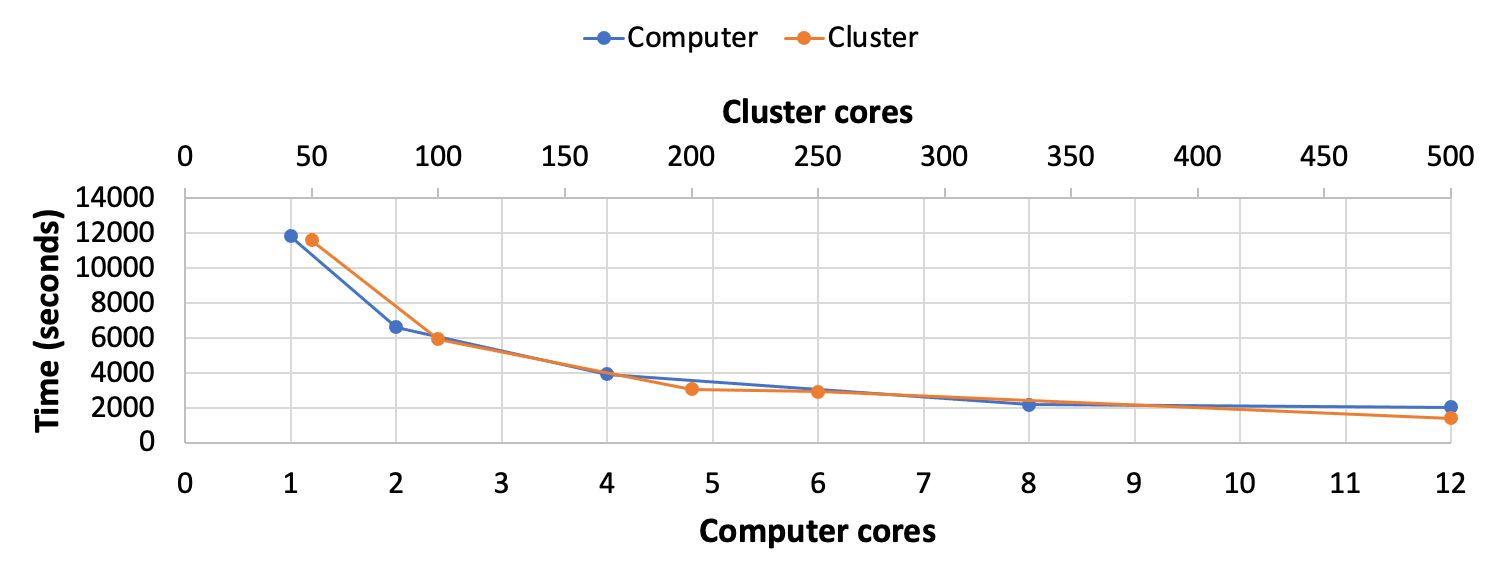 Computer Cluster
Cluster cores
0 50 100 150 200 250 300 350 400 450 500
14000
12000
10000
8000
6000
4000
2000
0
Time (seconds)
0 1 2 3 4 5 6 7 8 9 10 11 12
Computer cores